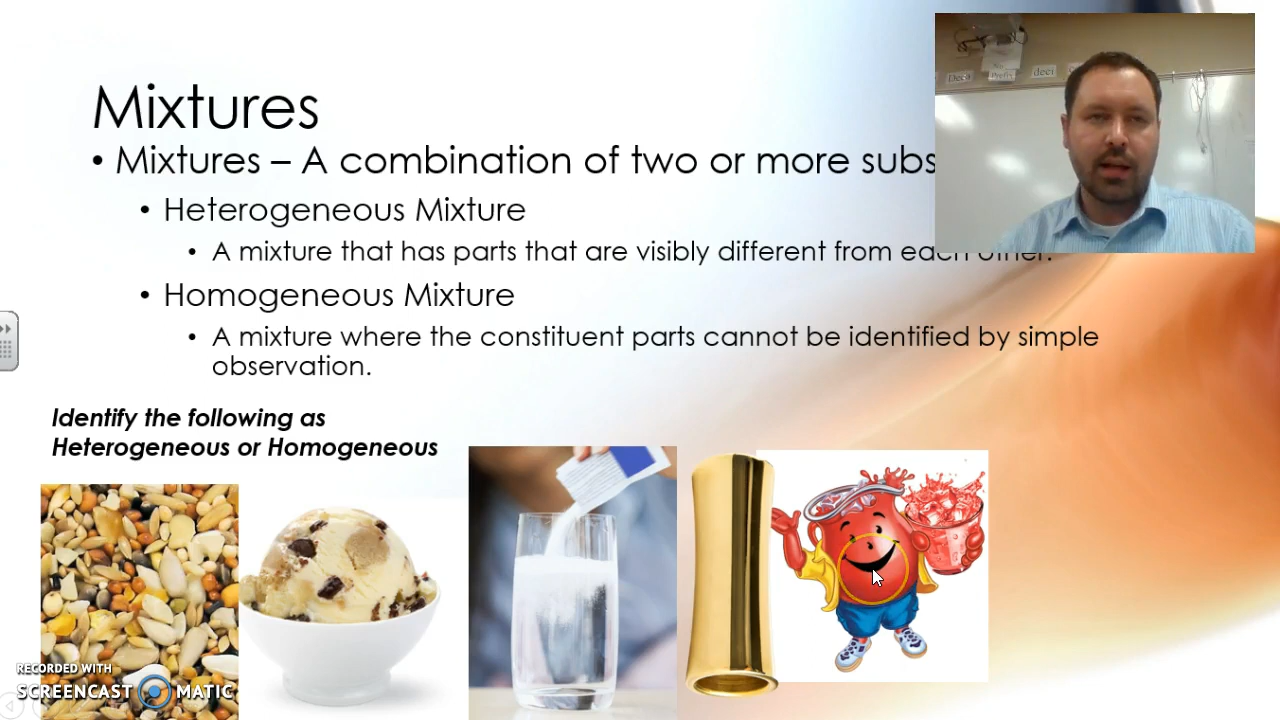 Mixtures
• Mixtures – A combination of two or more subs
• Heterogeneous Mixture
• A mixture that has parts that are visibly different from each other.
• Homogeneous Mixture
• A mixture where the constituent parts cannot be identified by simple
observation.
Identify the following as
Heterogeneous or Homogeneous
deci
RECORDED WITH
SCREENCAST MATIC